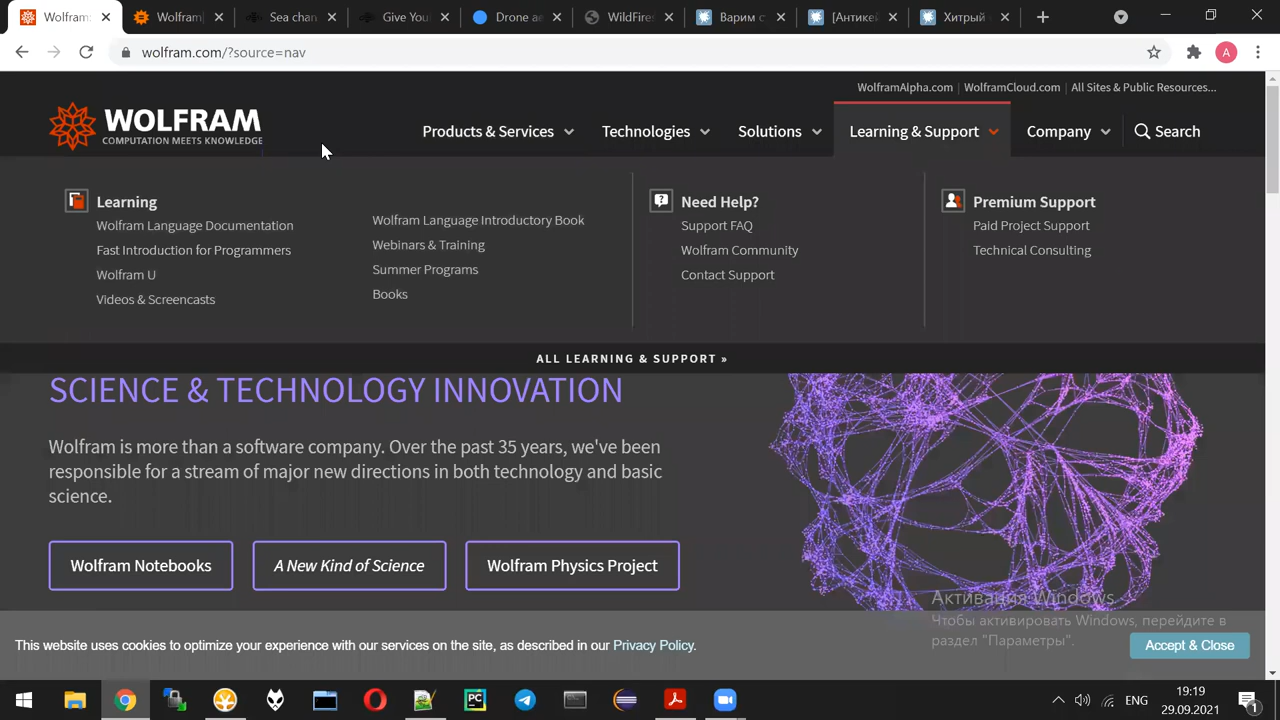 Wolfram:
Wolfram|
Sea chan
Give You
Drone ae
WildFires
Варим с
[Антикей
Хитрый «
wolfram.com/?source=nav
A
WolframAlpha.com | WolframCloud.com | All Sites & Public Resources...
WOLFRAM
COMPUTATION MEETS KNOWLEDGE
Products & Services
Technologies
Solutions
Learning & Support
Company
Search
Learning
Wolfram Language Documentation
Fast Introduction for Programmers
Wolfram U
Videos & Screencasts
Wolfram Language Introductory Book
Webinars & Training
Summer Programs
Books
Need Help?
Support FAQ
Wolfram Community
Contact Support
Premium Support
Paid Project Support
Technical Consulting
ALL LEARNING & SUPPORT »
SCIENCE & TECHNOLOGY INNOVATION
Wolfram is more than a software company. Over the past 35 years, we've been
responsible for a stream of major new directions in both technology and basic
science.
Wolfram Notebooks
A New Kind of Science
Wolfram Physics Project
Активация Windows
Чтобы активировать Windows, перейдите в
раздел "Параметры".
This website uses cookies to optimize your experience with our services on the site, as described in our Privacy Policy.
Accept & Close
PC
ENG
19:19
29.09.2021
1